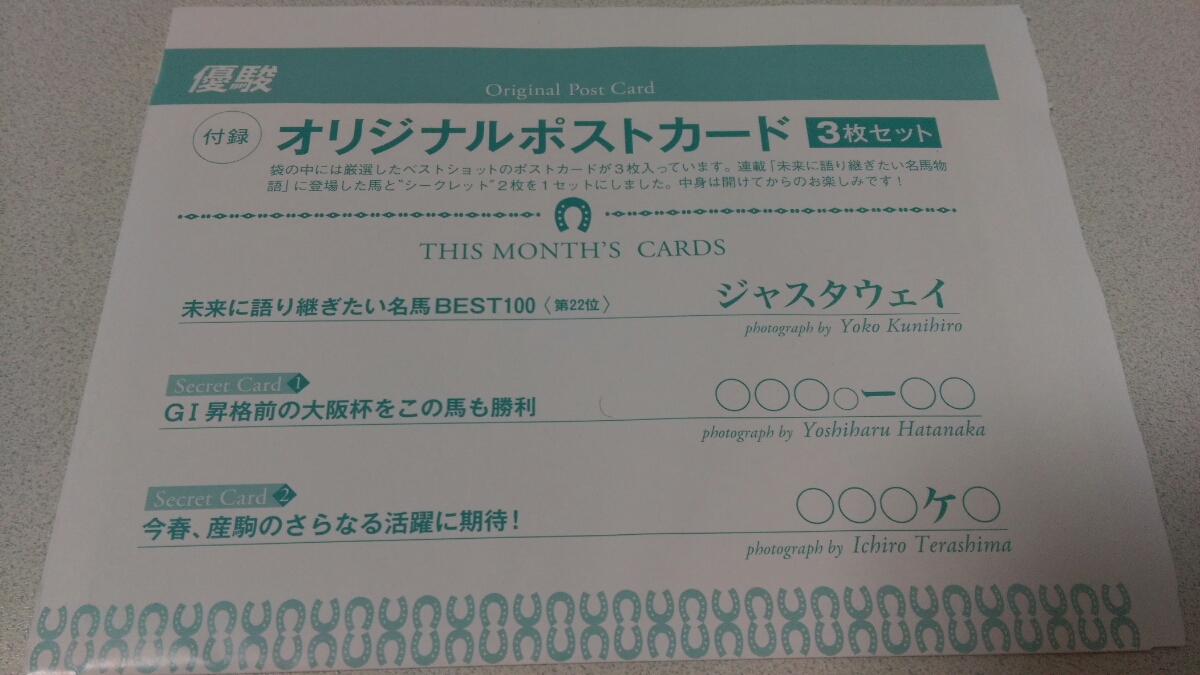 優駿
Original Post Card
付録 オリジナルポストカード 3枚セット
袋の中には厳選したベストショットのポストカードが3枚入っています。連載「未来に語り継ぎたい名馬物
語」に登場した馬と"シークレット"2枚を1セットにしました。中身は開けてからのお楽しみです!
THIS MONTH'S CARDS
未来に語り継ぎたい名馬BEST100〈第22位〉 ジャスタウェイ
photograph by Yoko Kunihiro
Secret Card 1
GI昇格前の大阪杯をこの馬も勝利 ○○○○ー○○
photograph by Yoshiharu Hatanaka
Secret Card 2
今春、産駒のさらなる活躍に期待! ○○○ケ○
photograph by Ichiro Terashima